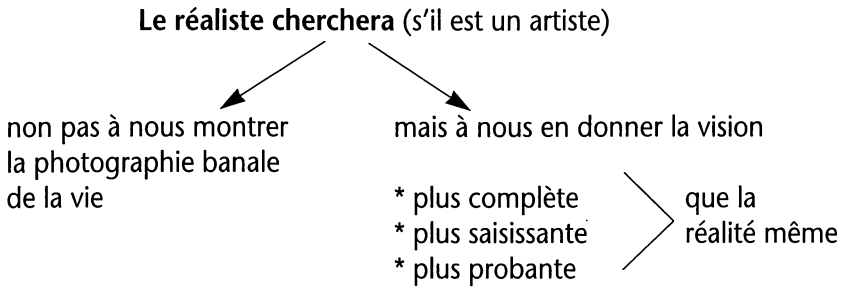 Le réaliste cherchera (s'il est un artiste)
non pas à nous montrer
la photographie banale
de la vie
mais à nous en donner la vision
* plus complète
* plus saisissante
* plus probante
que la
réalité même